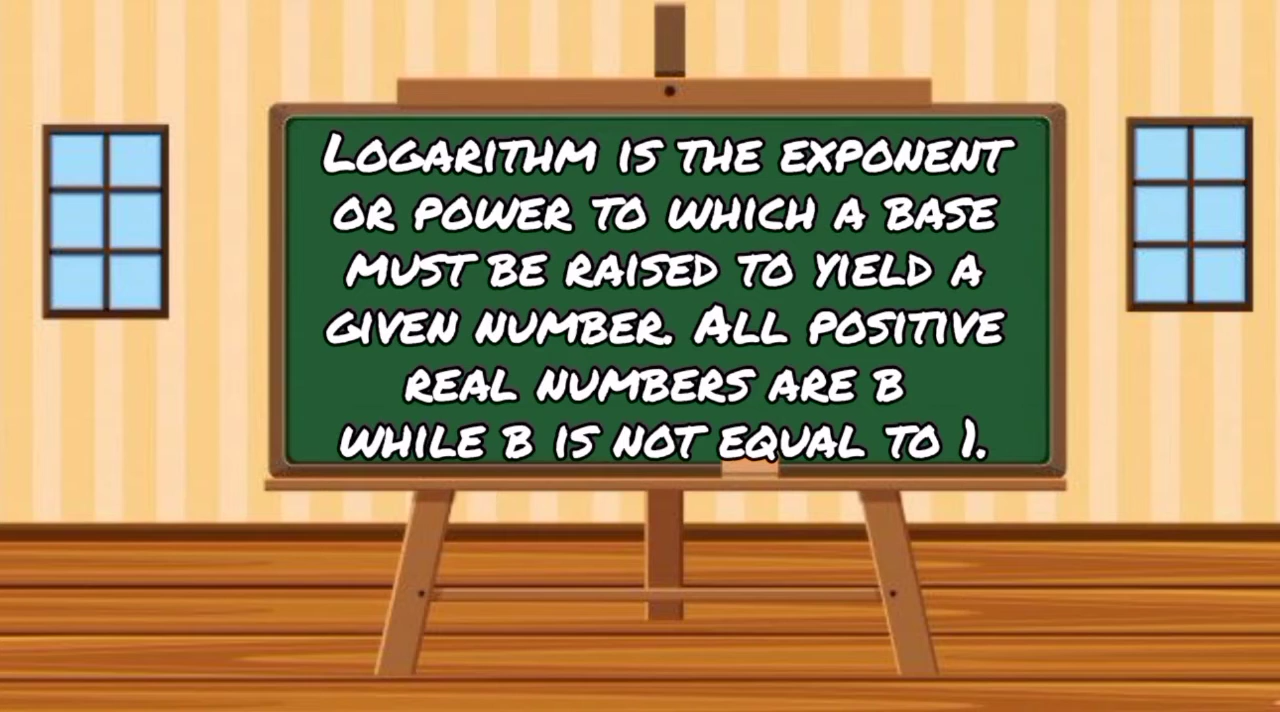 Logarithm is the exponent
or power to which a base
must be raised to yield a
given number. All positive
real numbers are b
while b is not equal to 1.